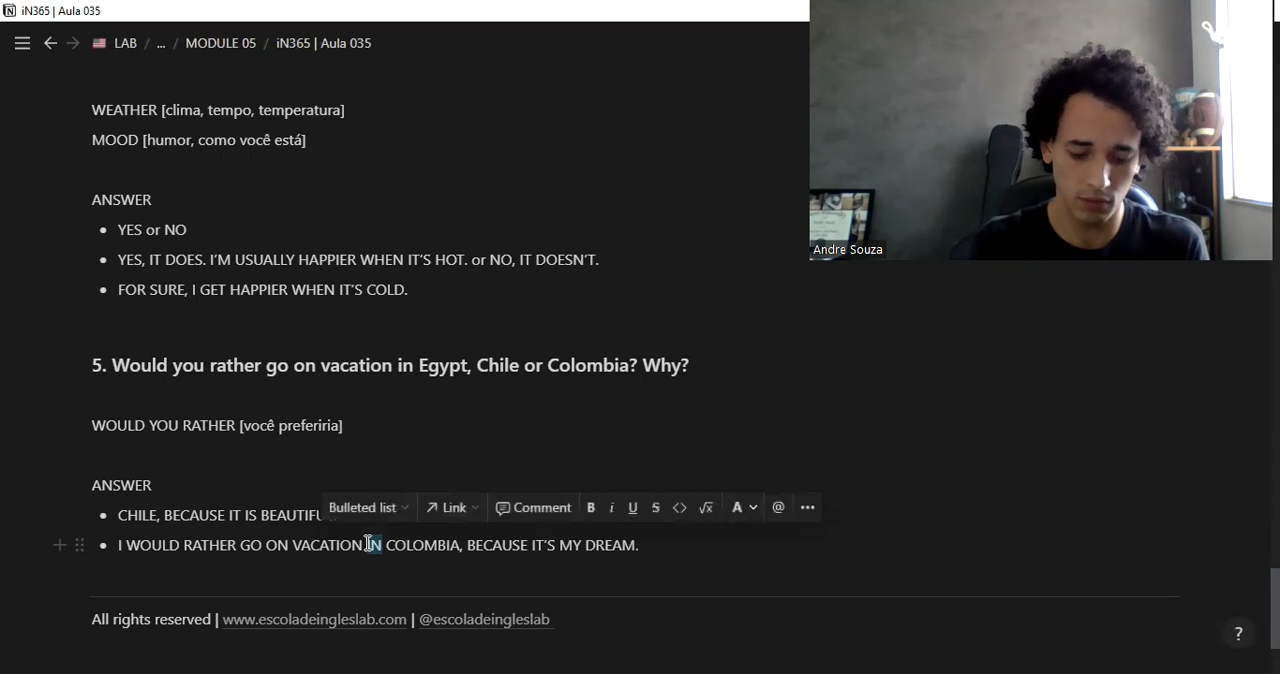 iN365 | Aula 035
LAB / ... / MODULE 05 / iN365 | Aula 035
WEATHER [clima, tempo, temperatura]
MOOD [humor, como você está]
Andre Souza
ANSWER
YES or NO
YES, IT DOES. I'M USUALLY HAPPIER WHEN IT'S HOT. or NO, IT DOESN'T.
FOR SURE, I GET HAPPIER WHEN IT'S COLD.
5. Would you rather go on vacation in Egypt, Chile or Colombia? Why?
WOULD YOU RATHER [você preferiria]
ANSWER
Bulleted list Link Comment B i U S <> √x A @ •••
CHILE, BECAUSE IT IS BEAUTIFU
I WOULD RATHER GO ON VACATION IN COLOMBIA, BECAUSE IT'S MY DREAM.
All rights reserved | www.escoladeingleslab.com | @escoladeingleslab
?